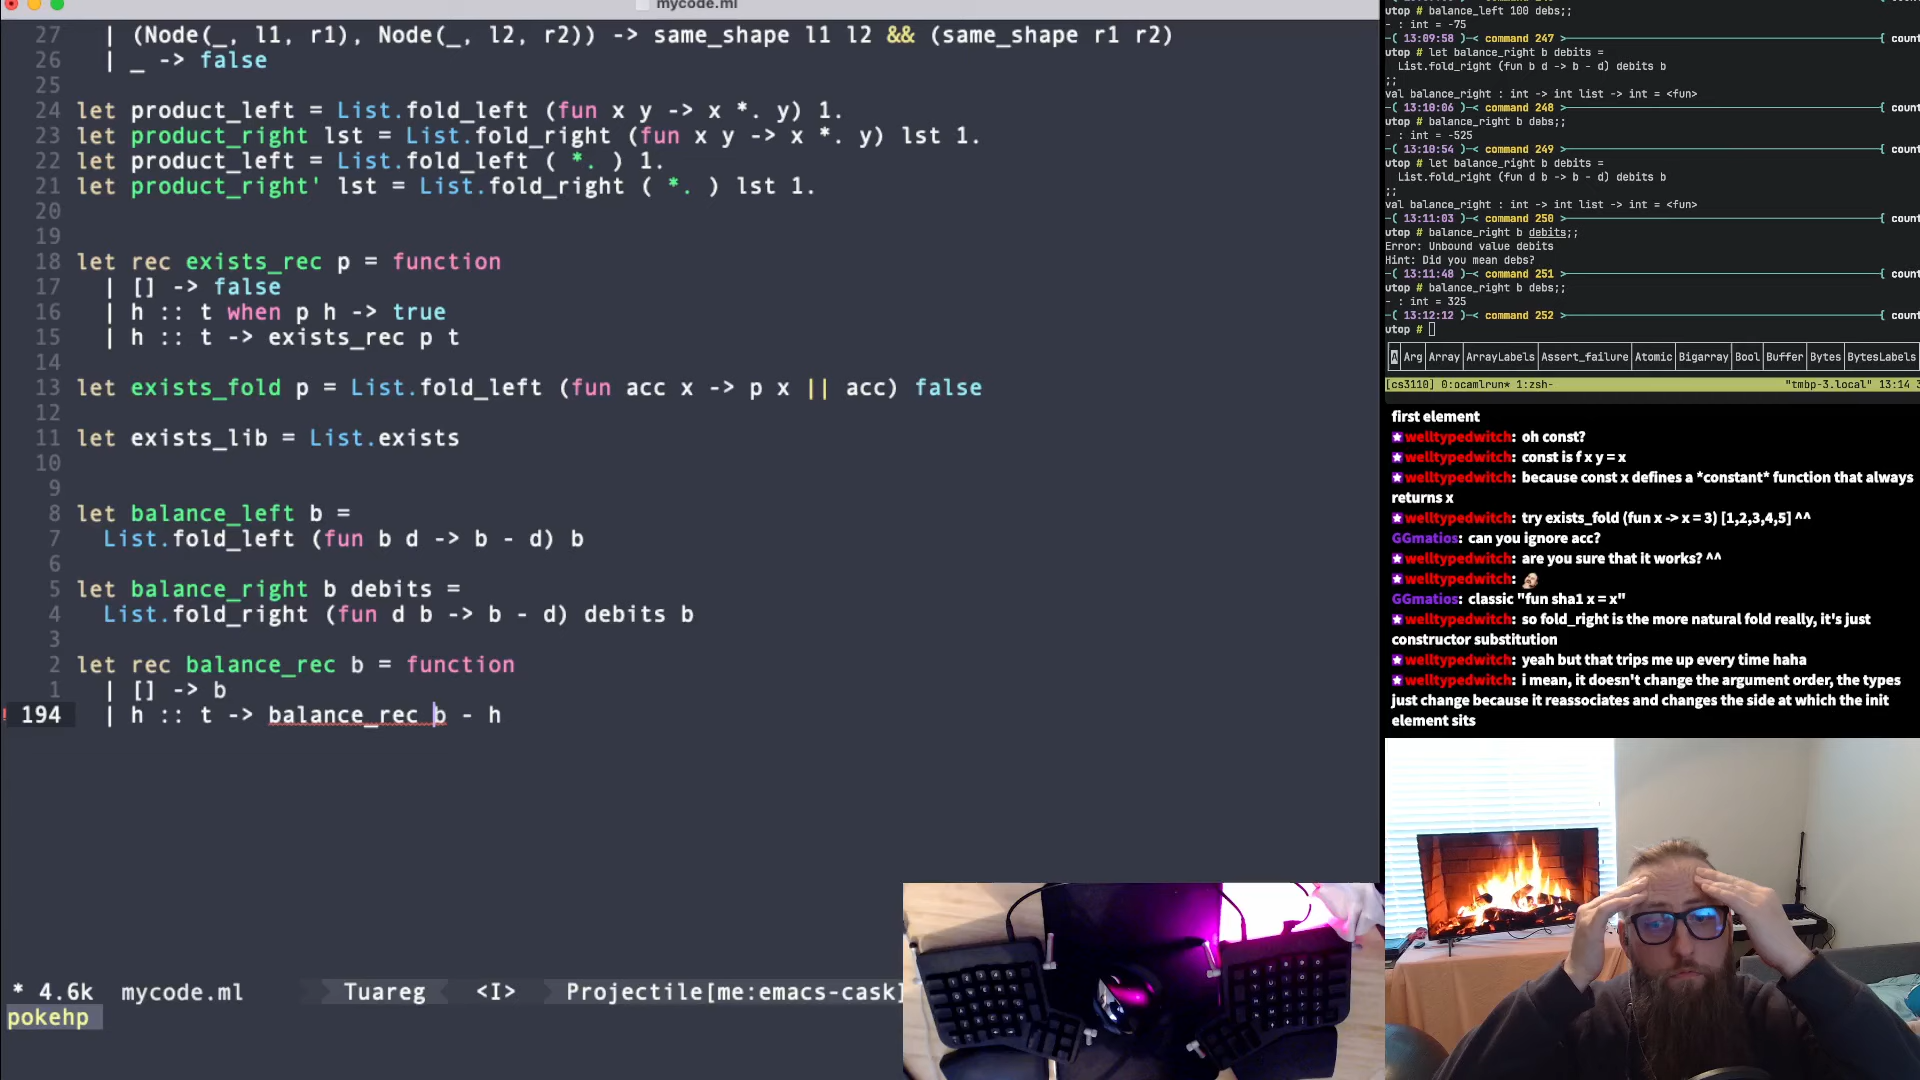 mycode.ml
27 | (Node(_, l1, r1), Node(_, l2, r2)) -> same_shape l1 l2 && (same_shape r1 r2)
26 | _ -> false
25
24 let product_left = List.fold_left (fun x y -> x *. y) 1.
23 let product_right lst = List.fold_right (fun x y -> x *. y) lst 1.
22 let product_left = List.fold_left ( *. ) 1.
21 let product_right' lst = List.fold_right ( *. ) lst 1.
20
19
18 let rec exists_rec p = function
17 | [] -> false
16 | h :: t when p h -> true
15 | h :: t -> exists_rec p t
14
13 let exists_fold p = List.fold_left (fun acc x -> p x || acc) false
12
11 let exists_lib = List.exists
10
9
8 let balance_left b =
7 List.fold_left (fun b d -> b - d) b
6
5 let balance_right b debits =
4 List.fold_right (fun d b -> b - d) debits b
3
2 let rec balance_rec b = function
1 | [] -> b
194 | h :: t -> balance_rec b - h
* 4.6k mycode.ml Tuareg <I> Projectile[me:emacs-cask]
pokehp
utop # balance_left 100 debs;;
- : int = -75
-( 13:09:58 )-< command 247 >-{ count
utop # let balance_right b debits =
List.fold_right (fun b d -> b - d) debits b
;;
val balance_right : int -> int list -> int = <fun>
-( 13:10:06 )-< command 248 >-{ count
utop # balance_right b debs;;
- : int = -525
-( 13:10:54 )-< command 249 >-{ count
utop # let balance_right b debits =
List.fold_right (fun d b -> b - d) debits b
;;
val balance_right : int -> int list -> int = <fun>
-( 13:11:03 )-< command 250 >-{ count
utop # balance_right b debits;;
Error: Unbound value debits
Hint: Did you mean debs?
-( 13:11:48 )-< command 251 >-{ count
utop # balance_right b debs;;
- : int = 325
-( 13:12:12 )-< command 252 >-{ count
utop #
A Arg Array ArrayLabels Assert_failure Atomic Bigarray Bool Buffer Bytes BytesLabels
[cs3110] 0:ocamlrun* 1:zsh- "tmbp-3.local" 13:14 3
first element
welltypedwitch: oh const?
welltypedwitch: const is f x y = x
welltypedwitch: because const x defines a *constant* function that always
returns x
welltypedwitch: try exists_fold (fun x -> x = 3) [1,2,3,4,5] ^^
GGmatios: can you ignore acc?
welltypedwitch: are you sure that it works? ^^
welltypedwitch:
GGmatios: classic "fun sha1 x = x"
welltypedwitch: so fold_right is the more natural fold really, it's just
constructor substitution
welltypedwitch: yeah but that trips me up every time haha
welltypedwitch: i mean, it doesn't change the argument order, the types
just change because it reassociates and changes the side at which the init
element sits